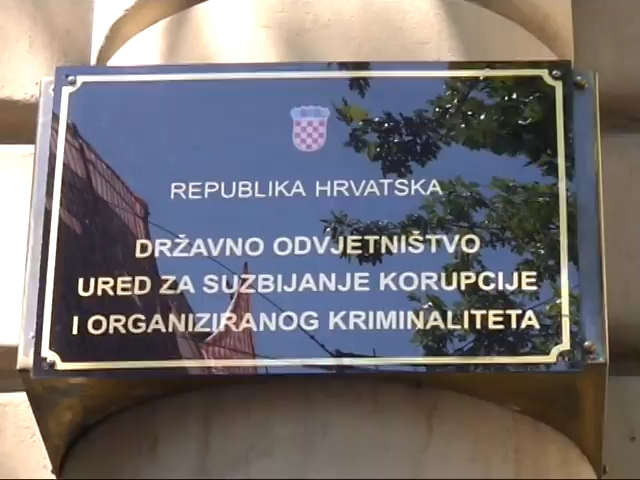 REPUBLIKA HRVATSKA
DRŽAVNO ODVJETNIŠTVO
URED ZA SUZBIJANJE KORUPCIJE
I ORGANIZIRANOG KRIMINALITETA